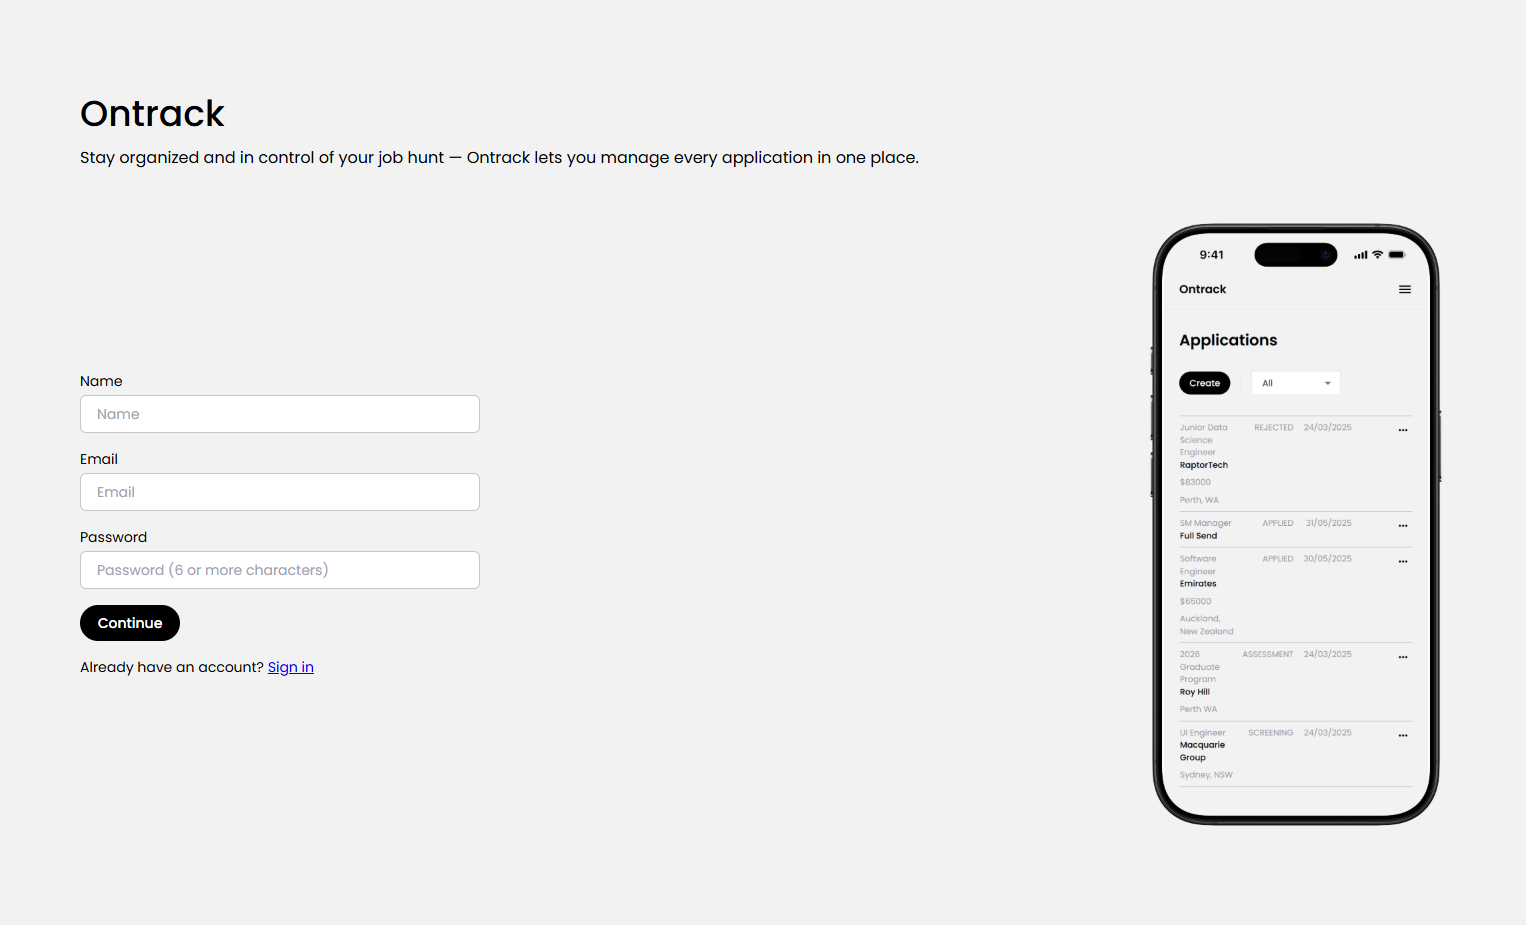 Ontrack
Stay organized and in control of your job hunt — Ontrack lets you manage every application in one place.
Name
Name
Email
Email
Password
Password (6 or more characters)
Continue
Already have an account? Sign in
9:41
Ontrack
Applications
Create
All
Junior Data REJECTED 24/03/2025
Science
Engineer
RaptorTech
$83000
Perth, WA
SM Manager APPLIED 31/05/2025
Full Send
Software APPLIED 30/05/2025
Engineer
Emirates
$65000
Auckland,
New Zealand
2026 ASSESSMENT 24/03/2025
Graduate
Program
Roy Hill
Perth WA
UI Engineer SCREENING 24/03/2025
Macquarie
Group
Sydney, NSW